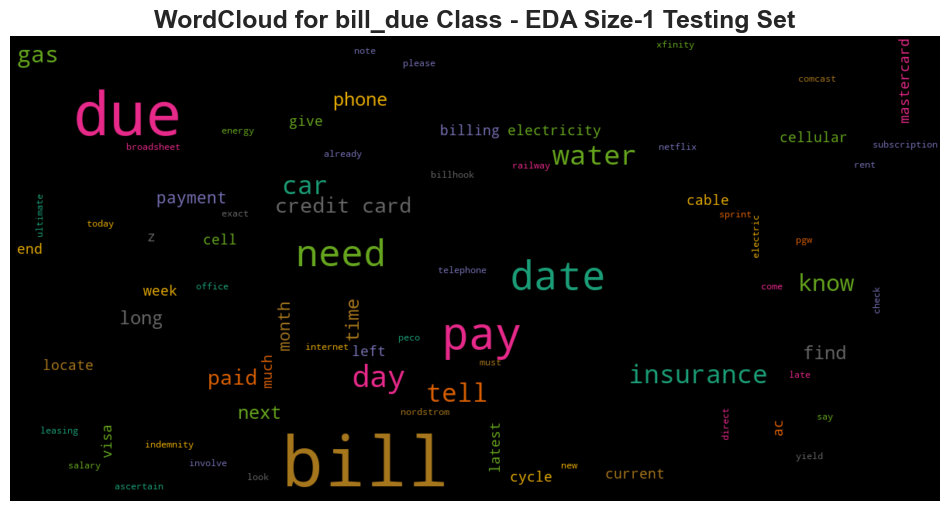 WordCloud for bill_due Class - EDA Size-1 Testing Set
xfinity
note
gas
please
comcast
mastercard
due
phone
give
energy
billing
electricity
cellular
broadsheet
already
water
netflix
subscription
railway
rent
billhook
car
payment
credit card
cable
ultimate
exact
sprint
today
z
cell
electric
pgw
end
need
telephone
date
know
week
office
come
check
long
month
time
peco
pay
internet
left
find
locate
much
must
paid
day
tell
insurance
late
next
nordstrom
direct
say
leasing
visa
latest
ac
indemnity
bill
yield
salary
involve
new
look
cycle
current
ascertain